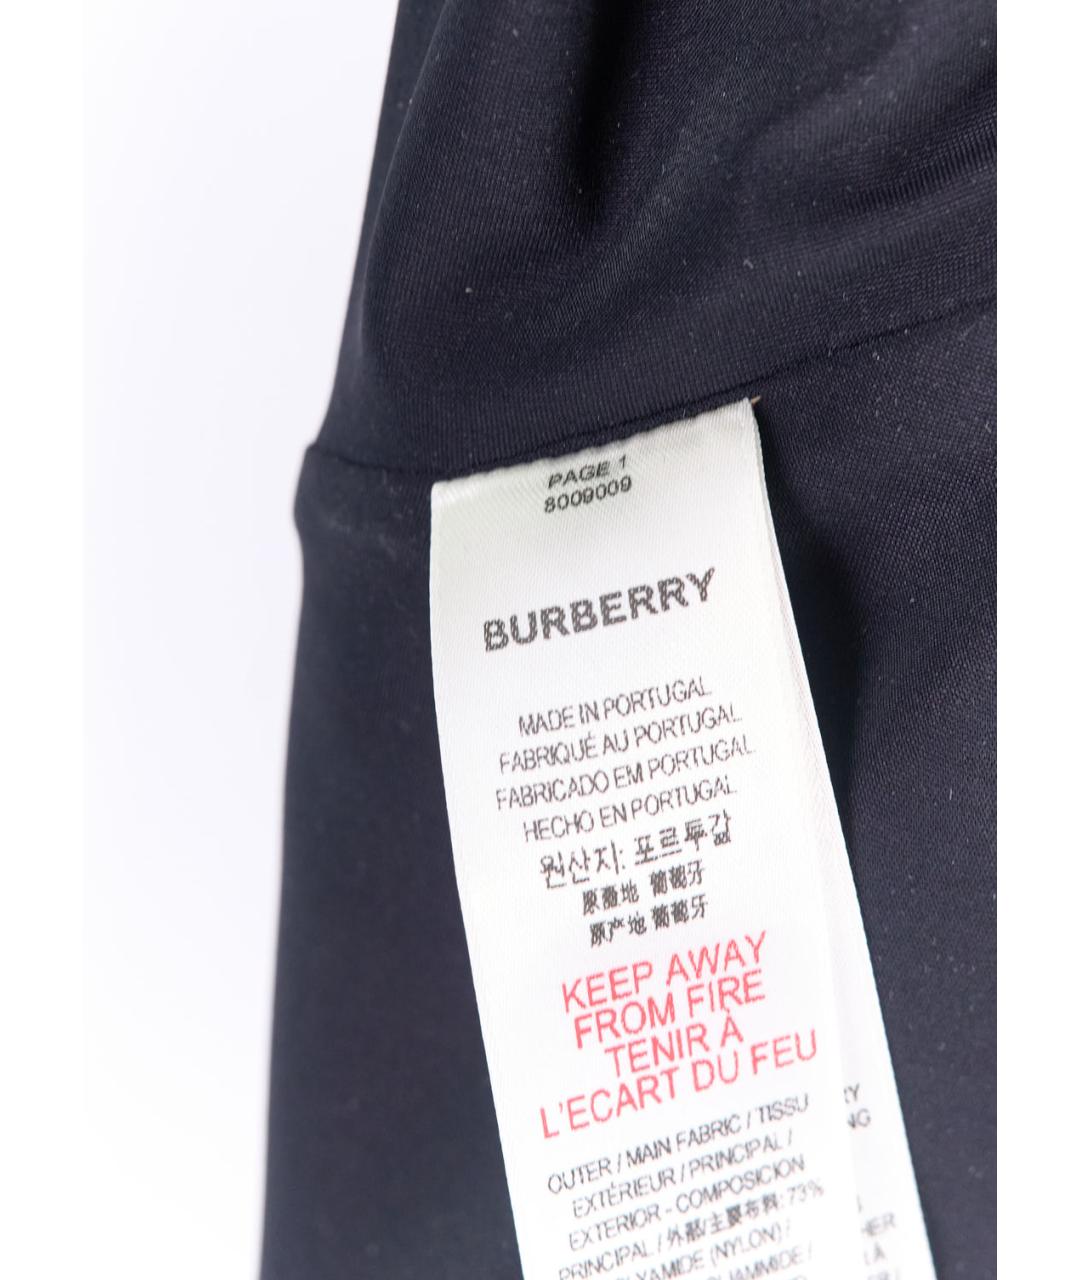 PAGE 1
8009009
BURBERRY
MADE IN PORTUGAL
FABRIQUÉ AU PORTUGAL
FABRICADO EM PORTUGAL
HECHO EN PORTUGAL
원산지: 포르투갈
原產地 葡萄牙
原产地 葡萄牙
KEEP AWAY
FROM FIRE
TENIR À
L'ECART DU FEU
OUTER / MAIN FABRIC / TISSU
EXTÉRIEUR / PRINCIPAL /
EXTERIOR - COMPOSICION
PRINCIPAL / 外部/主要布料: 73%
(NYLON) /